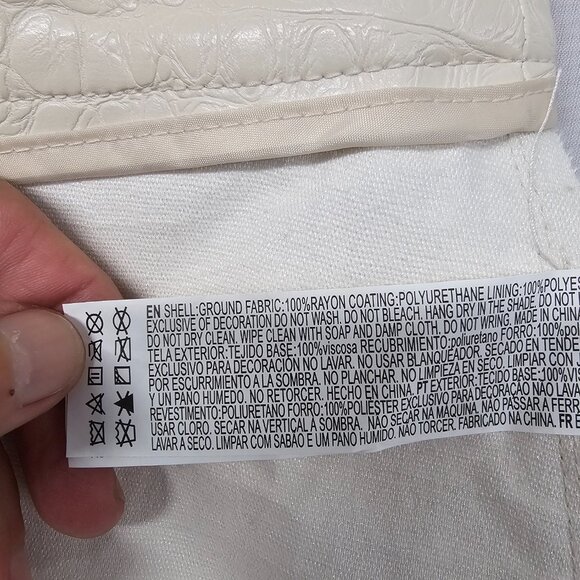 EN SHELL:GROUND FABRIC:100%RAYON COATING:POLYURETHANE LINING:100%POLYES
EXCLUSIVE OF DECORATION DO NOT WASH. DO NOT BLEACH. HANG DRY IN THE SHADE. DO NOT
DO NOT DRY CLEAN. WIPE CLEAN WITH SOAP AND DAMP CLOTH. DO NOT WRING. MADE IN CHINA
TELA EXTERIOR:TEJIDO BASE:100%viscosa RECUBRIMIENTO:poliuretano FORRO:100%
EXCLUSIVO PARA DECORACIÓN NO LAVAR. NO USAR BLANQUEADOR. SECADO EN TENDE
POR ESCURRIMIENTO A LA SOMBRA. NO PLANCHAR. NO LIMPIEZA EN SECO. LIMPIAR CON
Y UN PAÑO HUMEDO. NO RETORCER. HECHO EN CHINA. PT EXTERIOR:TECIDO BASE:100%VIS
REVESTIMENTO:POLIURETANO FORRO:100%POLIÉSTER EXCLUSIVO PARA DECORAÇÃO NÃO LAVAR.
USAR CLORO. SECAR NA VERTICAL À SOMBRA. NÃO SECAR NA MÁQUINA. NÃO PASSAR A FERR
LAVAR A SECO. LIMPAR COM SABÃO E UM PANO HÚMIDO. NÃO TORCER. FABRICADO NA CHINA. FR E